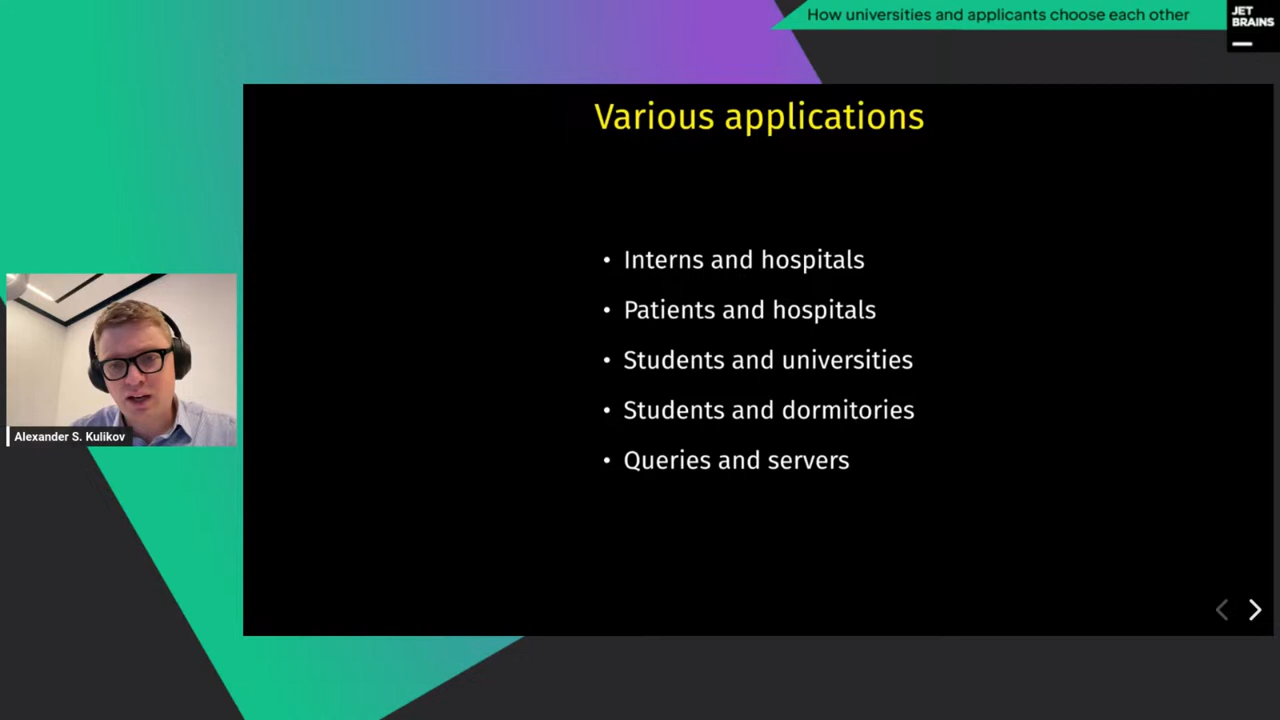 How universities and applicants choose each other
JET
BRAINS
Various applications
• Interns and hospitals
• Patients and hospitals
• Students and universities
• Students and dormitories
• Queries and servers
Alexander S. Kulikov